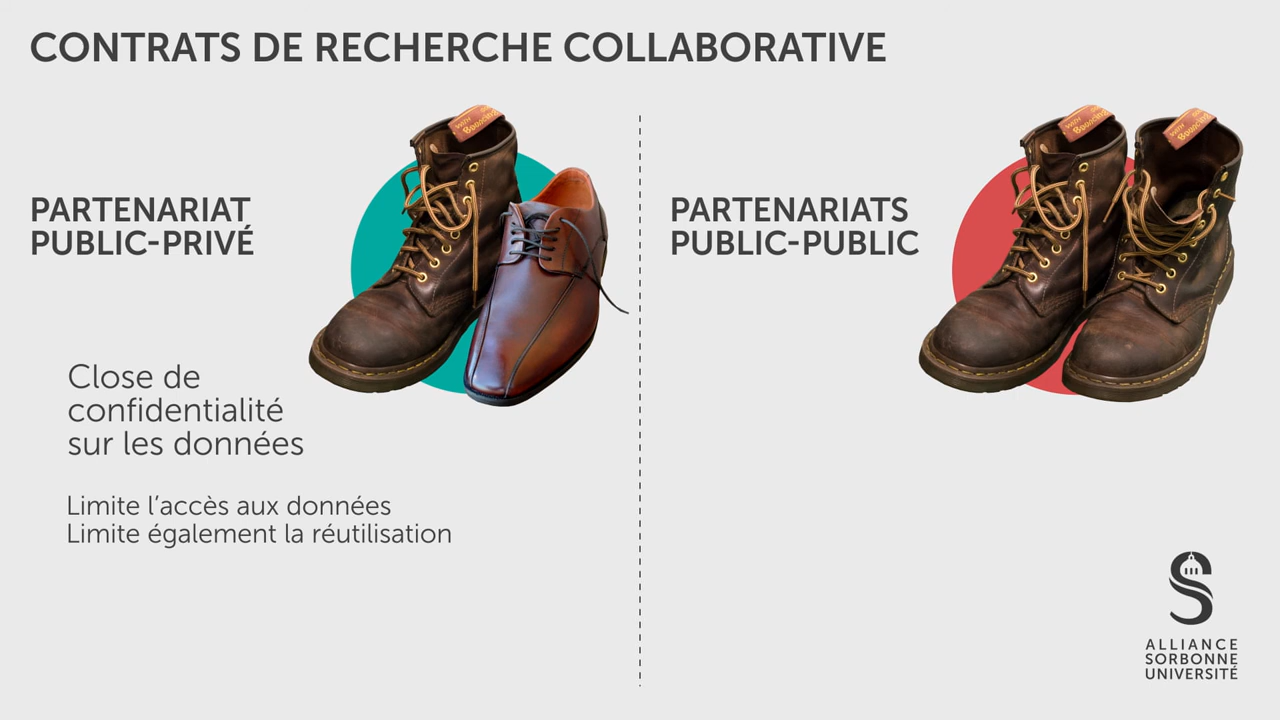 CONTRATS DE RECHERCHE COLLABORATIVE
PARTENARIAT
PUBLIC-PRIVÉ
Close de
confidentialité
sur les données
Limite l’accès aux données
Limite également la réutilisation
PARTENARIATS
PUBLIC-PUBLIC
ALLIANCE
SORBONNE
UNIVERSITÉ